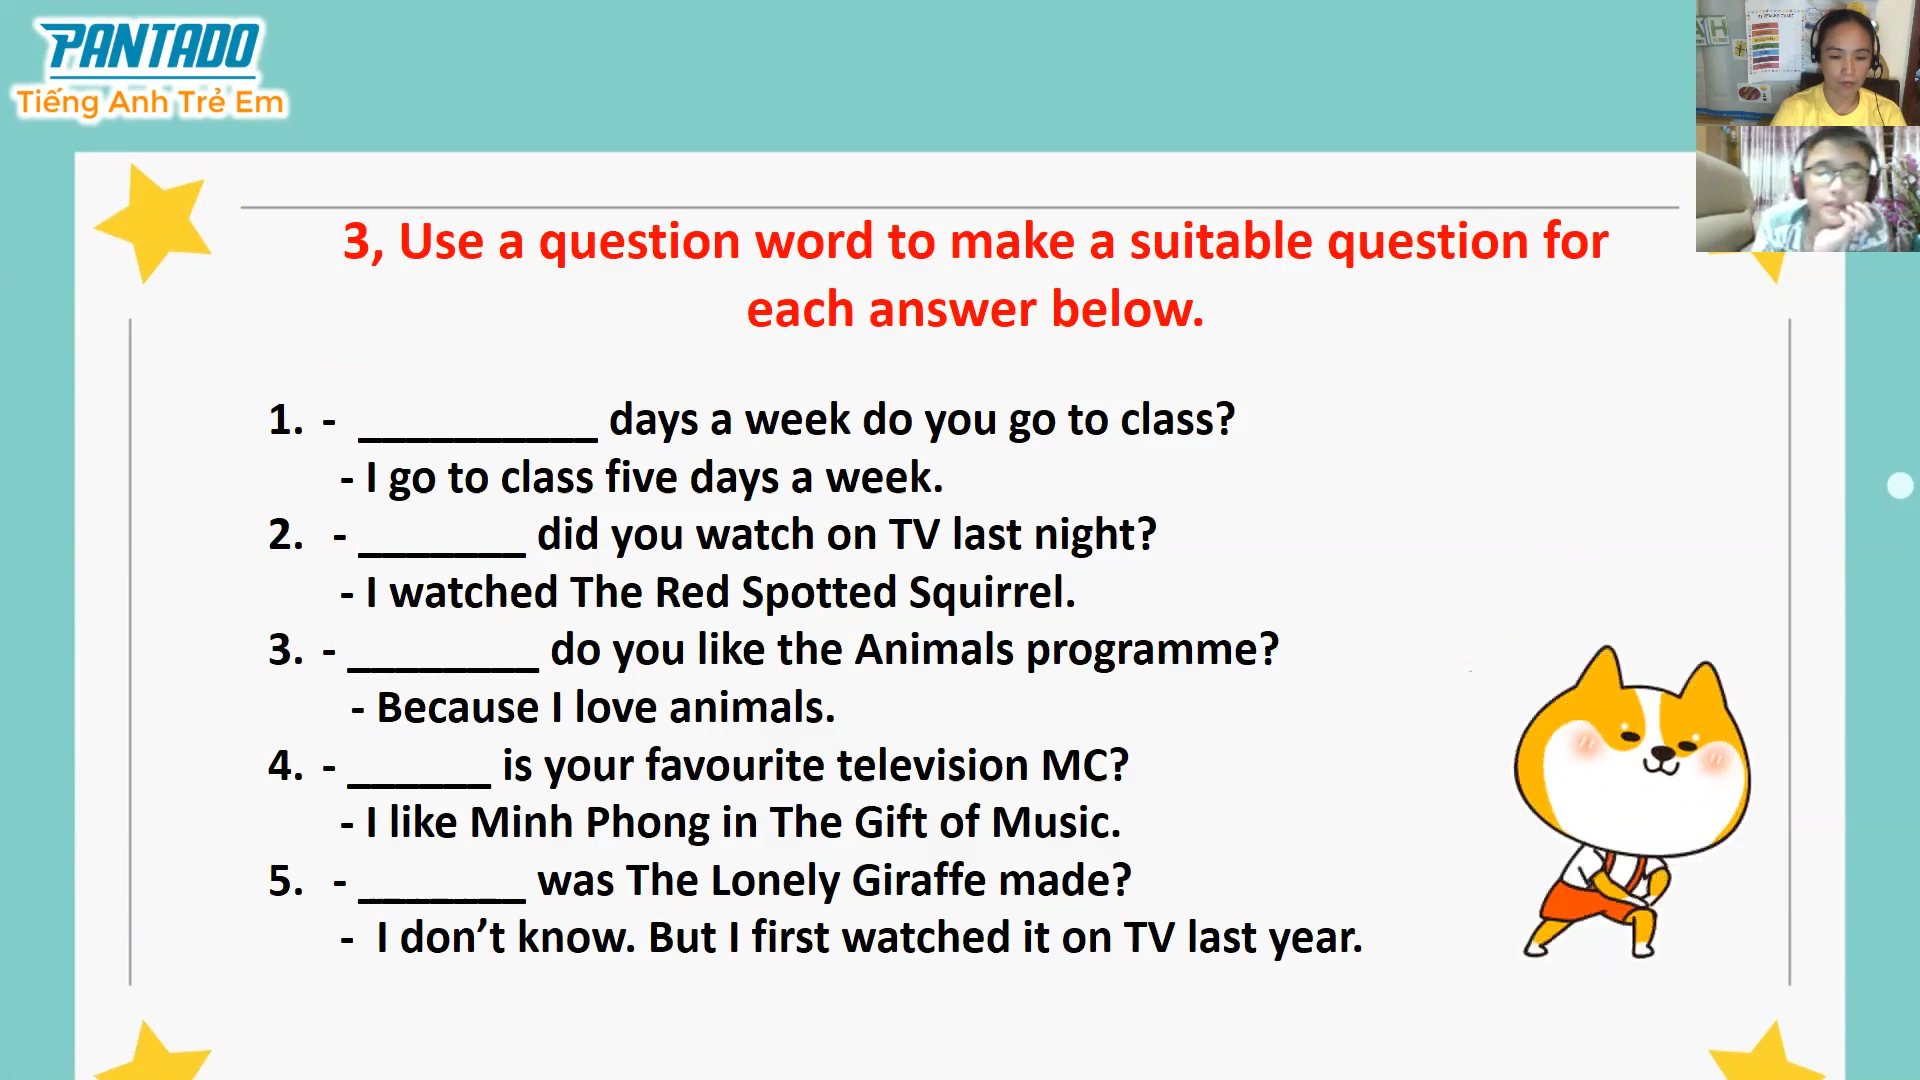 PANTADO
Tiếng Anh Trẻ Em
3, Use a question word to make a suitable question for
each answer below.
1. - __________ days a week do you go to class?
- I go to class five days a week.
2. - _______ did you watch on TV last night?
- I watched The Red Spotted Squirrel.
3. - ________ do you like the Animals programme?
- Because I love animals.
4. - ______ is your favourite television MC?
- I like Minh Phong in The Gift of Music.
5. - _______ was The Lonely Giraffe made?
- I don’t know. But I first watched it on TV last year.